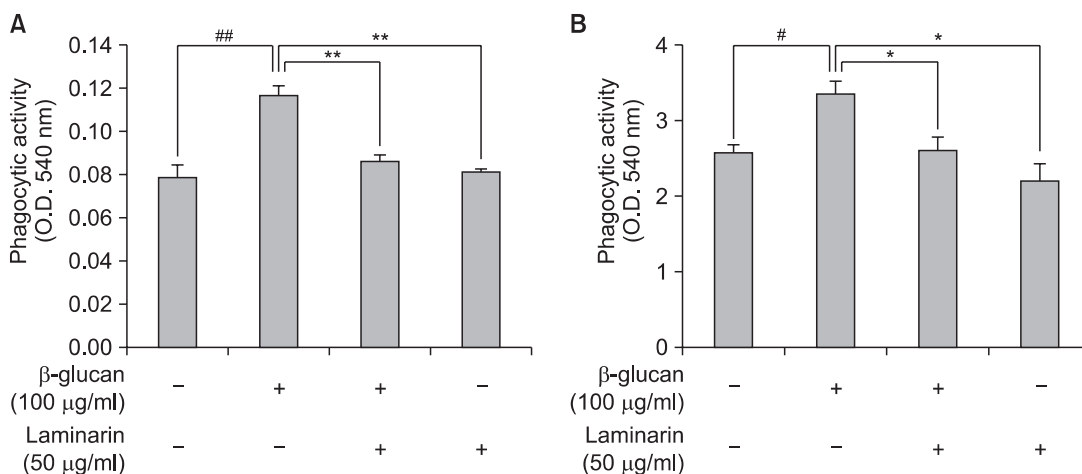 A
Phagocytic activity
(O.D. 540 nm)
0.14
0.12
0.10
0.08
0.06
0.04
0.02
0.00
##
**
**
β-glucan
(100 μg/ml)
− + + −
Laminarin
(50 μg/ml)
− − + +
B
Phagocytic activity
(O.D. 540 nm)
4
3
2
1
0
#
*
*
β-glucan
(100 μg/ml)
− + + −
Laminarin
(50 μg/ml)
− − + +